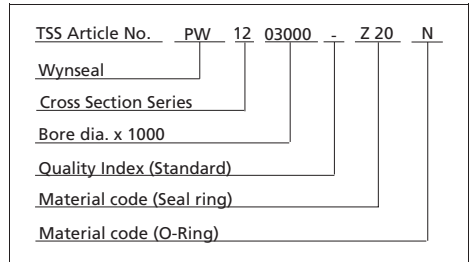 TSS Article No. PW 12 03000 - Z 20 N
Wynseal
Cross Section Series
Bore dia. x 1000
Quality Index (Standard)
Material code (Seal ring)
Material code (O-Ring)